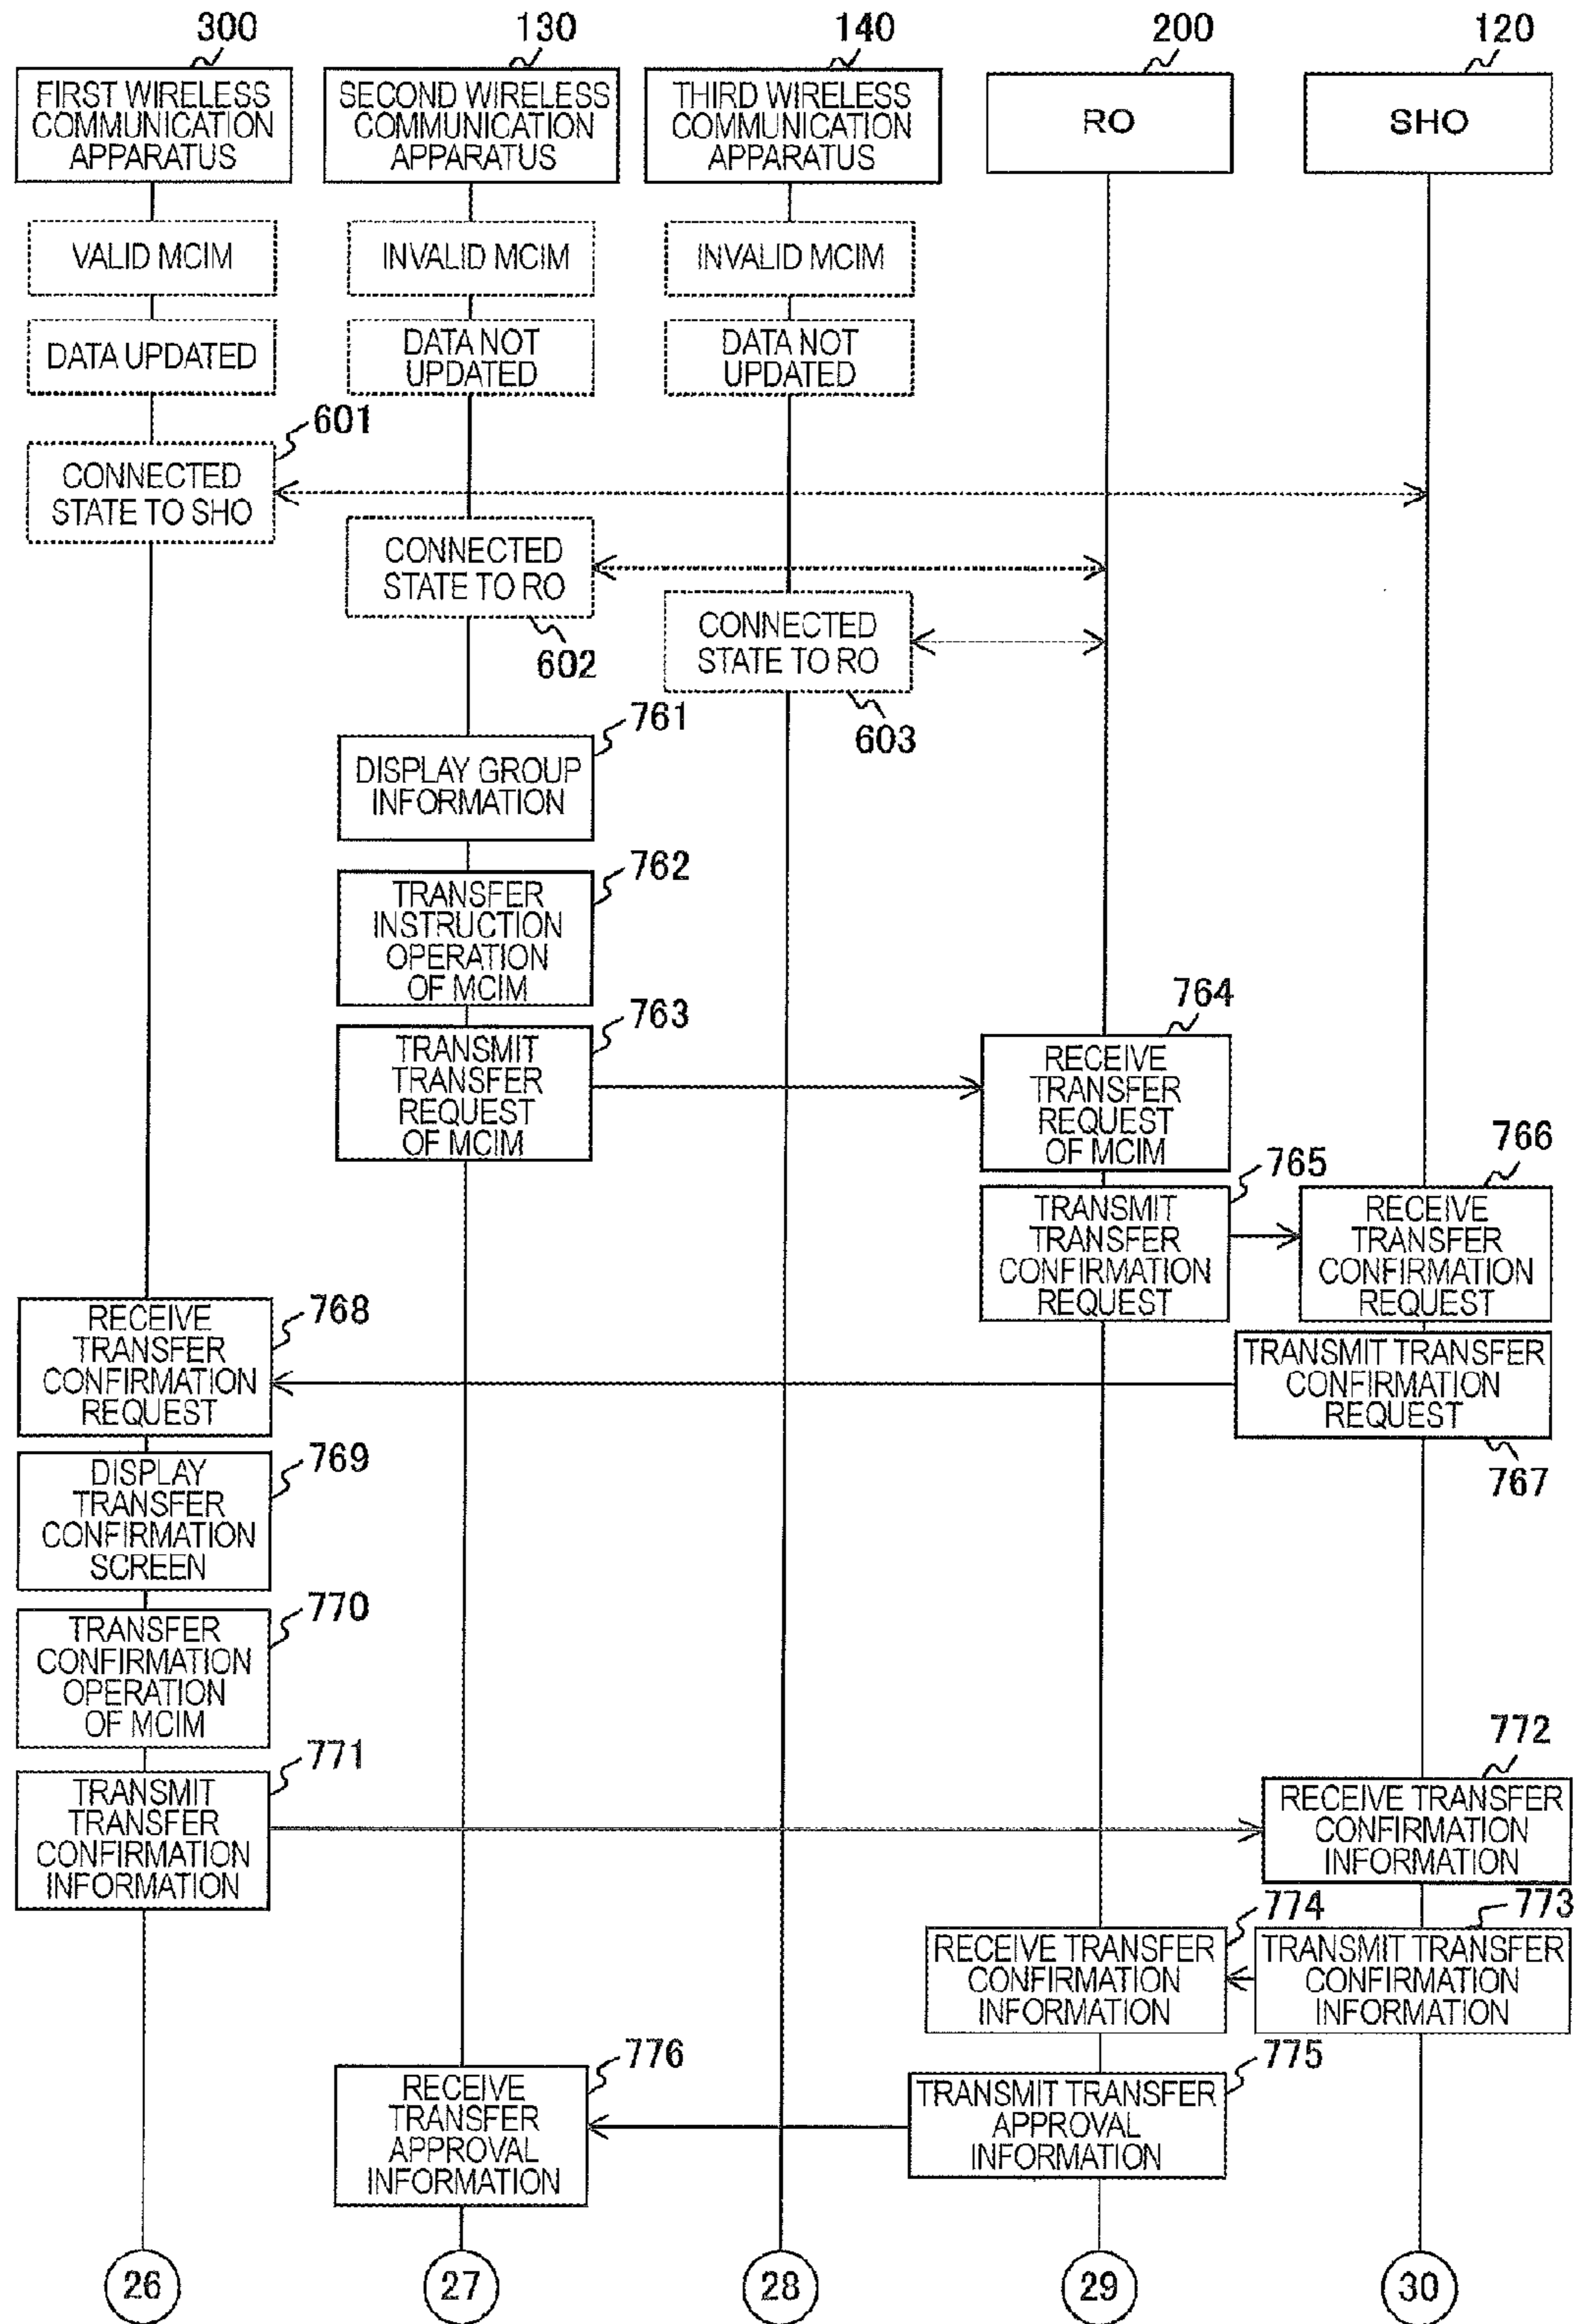 300
130
140
200
120
FIRST WIRELESS
COMMUNICATION
APPARATUS
SECOND WIRELESS
COMMUNICATION
APPARATUS
THIRD WIRELESS
COMMUNICATION
APPARATUS
RO
SHO
VALID MCIM
INVALID MCIM
INVALID MCIM
DATA UPDATED
DATA NOT
UPDATED
DATA NOT
UPDATED
601
CONNECTED
STATE TO SHO
CONNECTED
STATE TO RO
602
CONNECTED
STATE TO RO
603
761
DISPLAY GROUP
INFORMATION
762
TRANSFER
INSTRUCTION
OPERATION
OF MCIM
763
TRANSMIT
TRANSFER
REQUEST
OF MCIM
764
RECEIVE
TRANSFER
REQUEST
OF MCIM
765
TRANSMIT
TRANSFER
CONFIRMATION
REQUEST
766
RECEIVE
TRANSFER
CONFIRMATION
REQUEST
TRANSMIT TRANSFER
CONFIRMATION
REQUEST
767
768
RECEIVE
TRANSFER
CONFIRMATION
REQUEST
769
DISPLAY
TRANSFER
CONFIRMATION
SCREEN
770
TRANSFER
CONFIRMATION
OPERATION
OF MCIM
771
TRANSMIT
TRANSFER
CONFIRMATION
INFORMATION
772
RECEIVE TRANSFER
CONFIRMATION
INFORMATION
773
TRANSMIT TRANSFER
CONFIRMATION
INFORMATION
774
RECEIVE TRANSFER
CONFIRMATION
INFORMATION
775
TRANSMIT TRANSFER
APPROVAL
INFORMATION
776
RECEIVE
TRANSFER
APPROVAL
INFORMATION
26
27
28
29
30